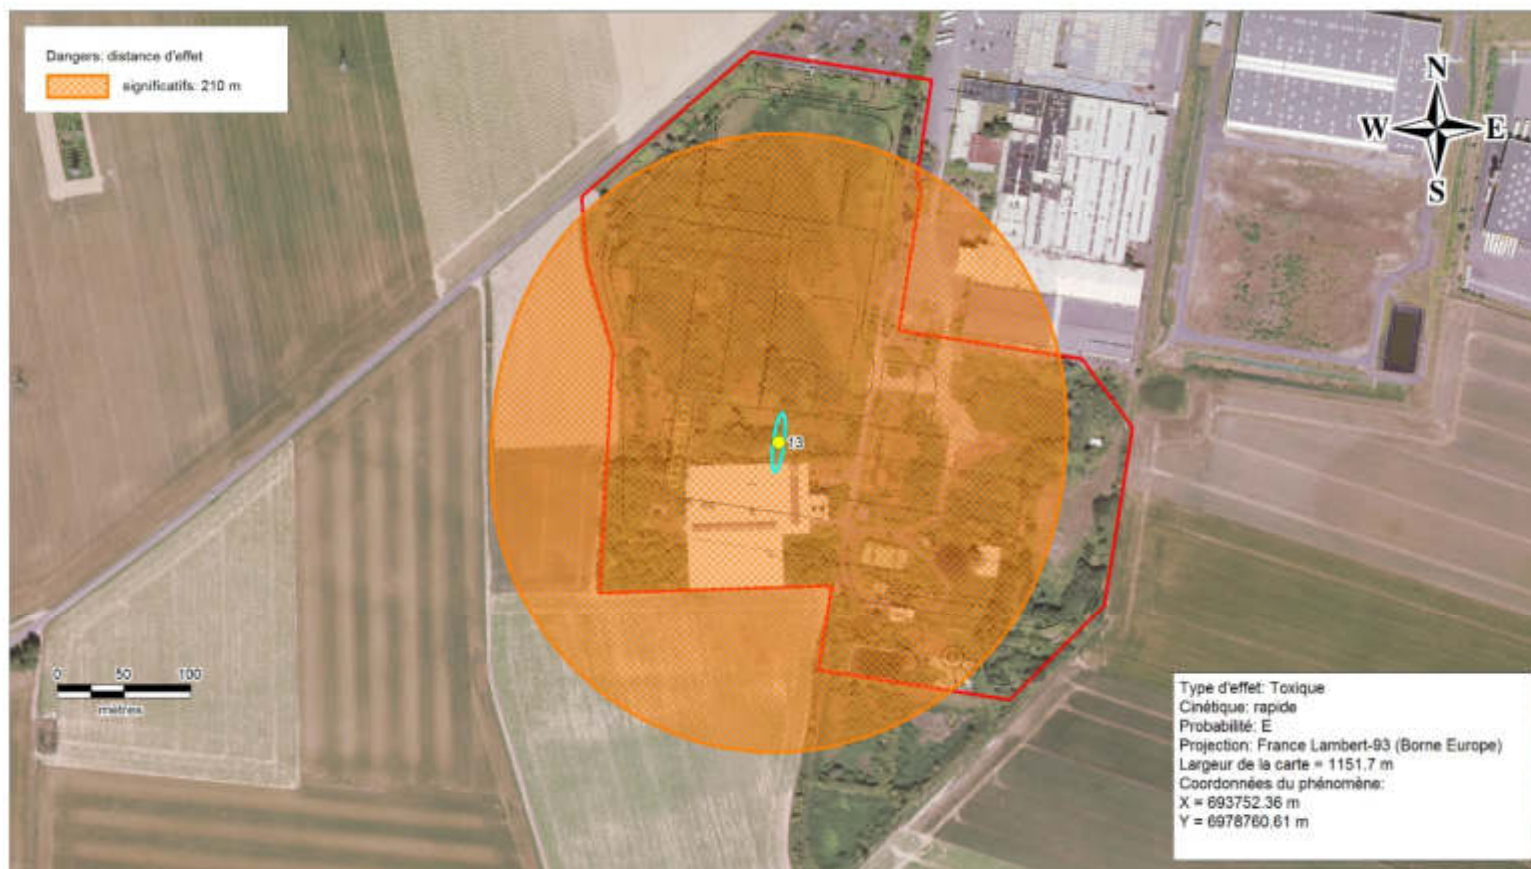 Dangers: distance d'effet
significatifs: 210 m
N
W E
S
13
0 50 100
mètres
Type d'effet: Toxique
Cinétique: rapide
Probabilité: E
Projection: France Lambert-93 (Borne Europe)
Largeur de la carte = 1151,7 m
Coordonnées du phénomène:
X = 693752.36 m
Y = 6978760,61 m